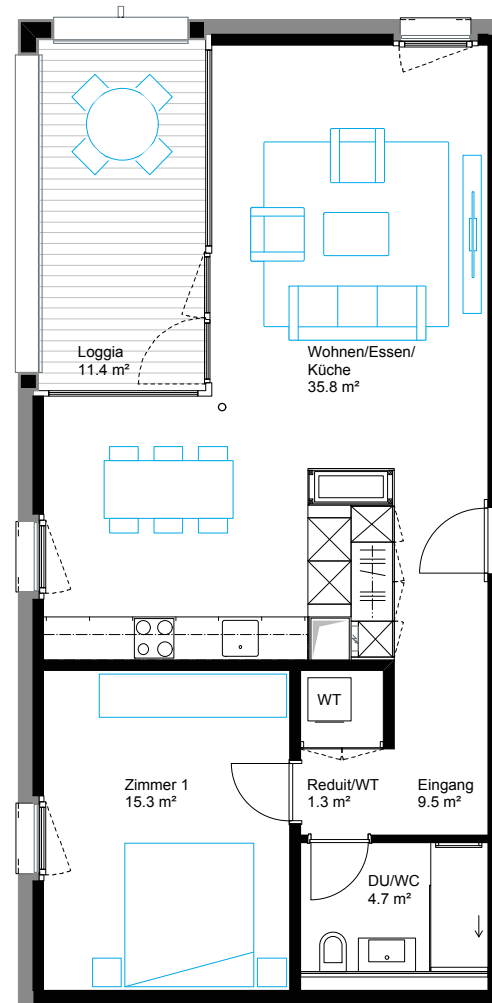 Loggia
11.4 m²
Wohnen/Essen/
Küche
35.8 m²
WT
Zimmer 1
15.3 m²
Reduit/WT
1.3 m²
Eingang
9.5 m²
DU/WC
4.7 m²